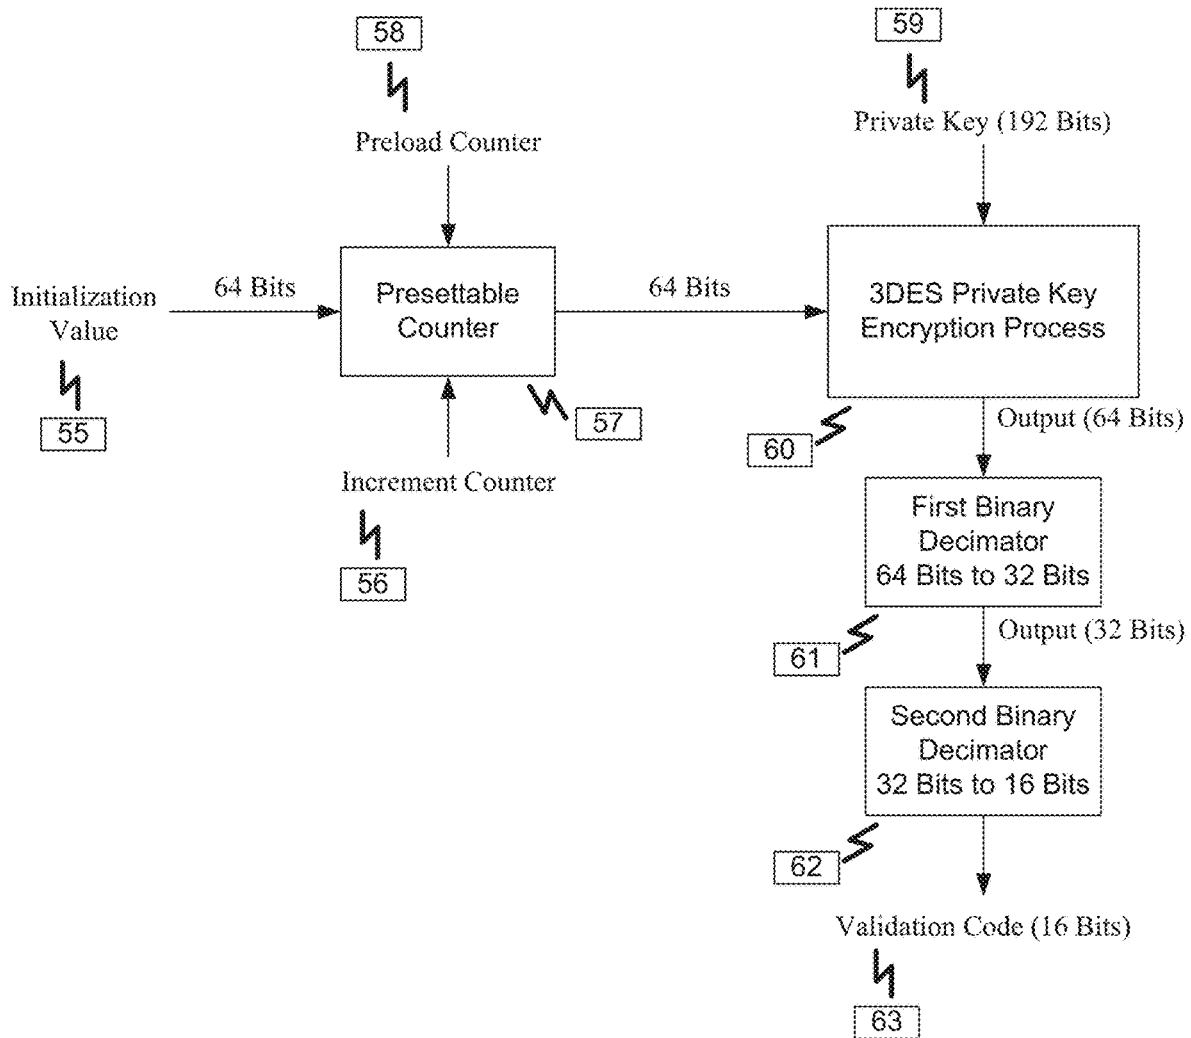 58
59
Preload Counter
Private Key (192 Bits)
Initialization
Value
64 Bits
Presettable
Counter
64 Bits
3DES Private Key
Encryption Process
55
57
60
Output (64 Bits)
Increment Counter
56
First Binary
Decimator
64 Bits to 32 Bits
61
Output (32 Bits)
Second Binary
Decimator
32 Bits to 16 Bits
62
Validation Code (16 Bits)
63